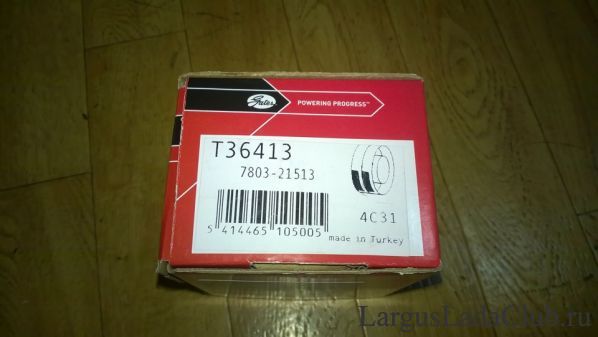 Gates
POWERING PROGRESS™
T36413
7803-21513
4C31
5 414465 105005
made in Turkey
LargusLadaClub.ru